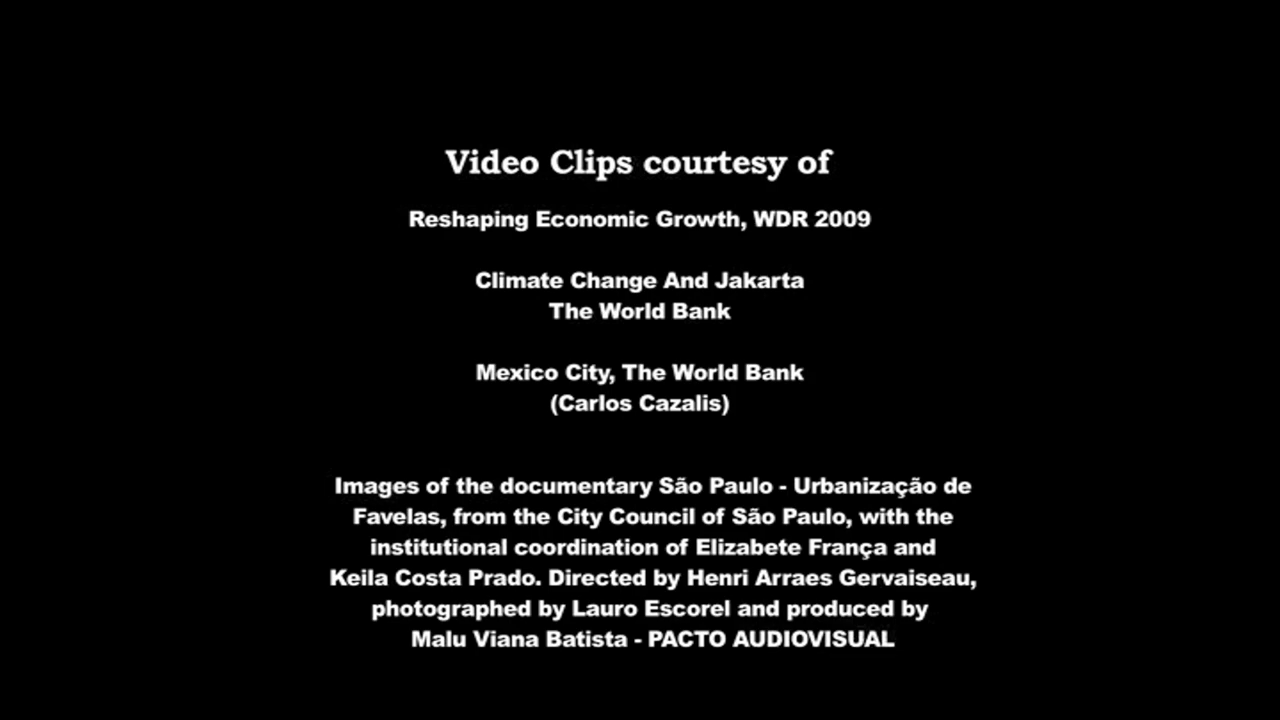 Video Clips courtesy of
Reshaping Economic Growth, WDR 2009
Climate Change And Jakarta
The World Bank
Mexico City, The World Bank
(Carlos Cazalis)
Images of the documentary São Paulo - Urbanização de
Favelas, from the City Council of São Paulo, with the
institutional coordination of Elizabete França and
Keila Costa Prado. Directed by Henri Arraes Gervaiseau,
photographed by Lauro Escorel and produced by
Malu Viana Batista - PACTO AUDIOVISUAL